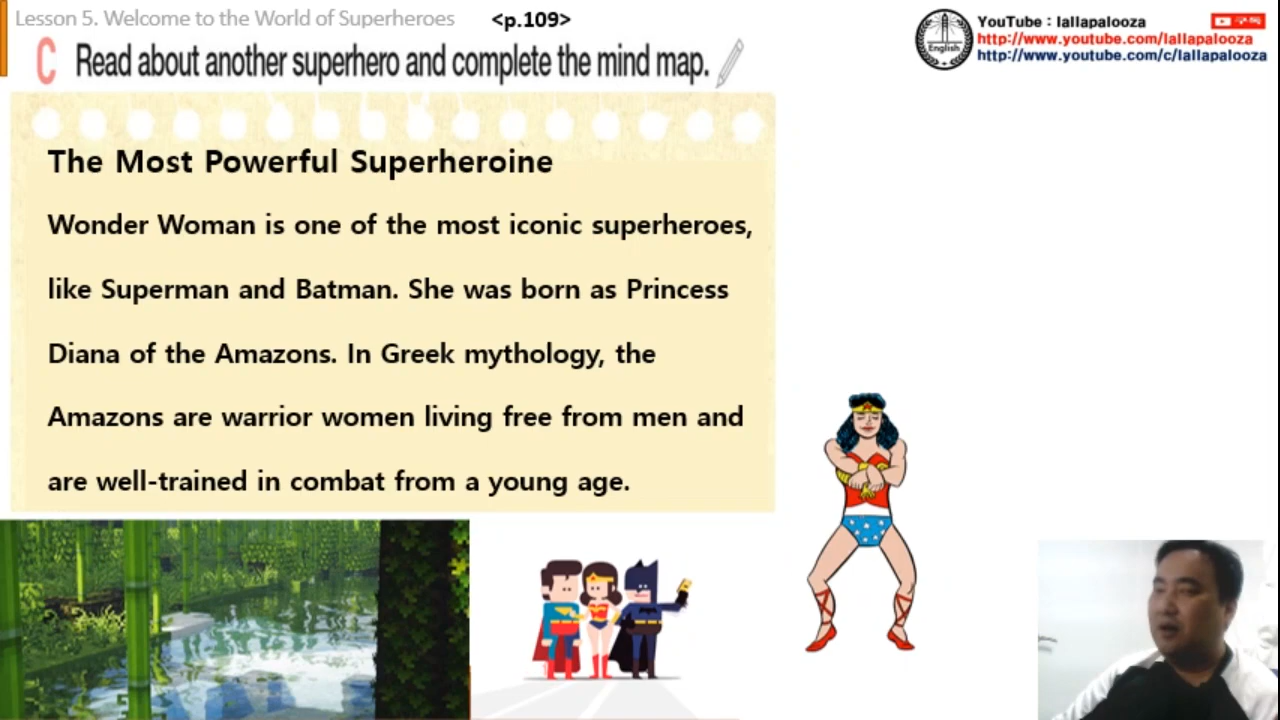 Lesson 5. Welcome to the World of Superheroes <p.109>
C Read about another superhero and complete the mind map.
English
YouTube : lallapalooza
http://www.youtube.com/lallapalooza
http://www.youtube.com/c/lallapalooza
The Most Powerful Superheroine
Wonder Woman is one of the most iconic superheroes,
like Superman and Batman. She was born as Princess
Diana of the Amazons. In Greek mythology, the
Amazons are warrior women living free from men and
are well-trained in combat from a young age.